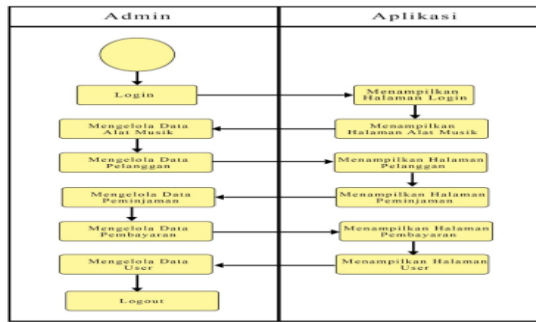 Admin
Aplikasi
Login
Menampilkan
Halaman Login
Mengelola Data
Alat Musik
Menampilkan
Halaman Alat Musik
Mengelola Data
Pelanggan
Menampilkan Halaman
Pelanggan
Mengelola Data
Peminjaman
Menampilkan Halaman
Peminjaman
Mengelola Data
Pembayaran
Menampilkan Halaman
Pembayaran
Mengelola Data
User
Menampilkan Halaman
User
Logout